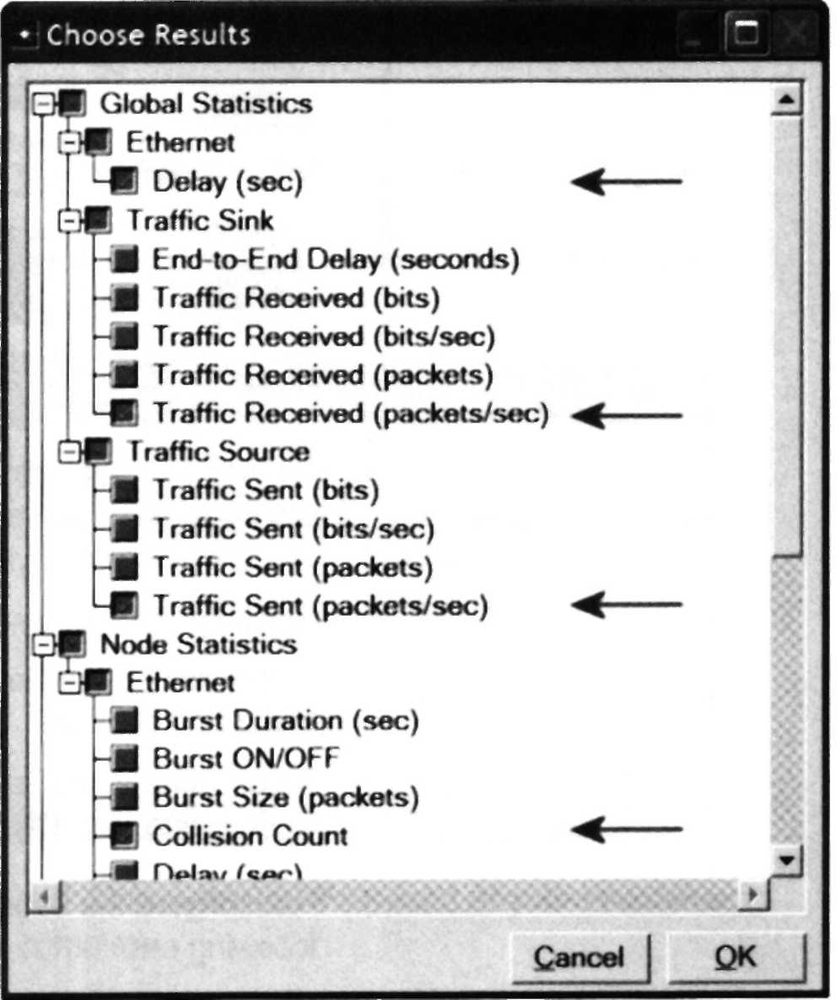 Choose Results
Global Statistics
Ethernet
Delay (sec)
Traffic Sink
End-to-End Delay (seconds)
Traffic Received (bits)
Traffic Received (bits/sec)
Traffic Received (packets)
Traffic Received (packets/sec)
Traffic Source
Traffic Sent (bits)
Traffic Sent (bits/sec)
Traffic Sent (packets)
Traffic Sent (packets/sec)
Node Statistics
Ethernet
Burst Duration (sec)
Burst ON/OFF
Burst Size (packets)
Collision Count
Delay (sec)
Cancel OK